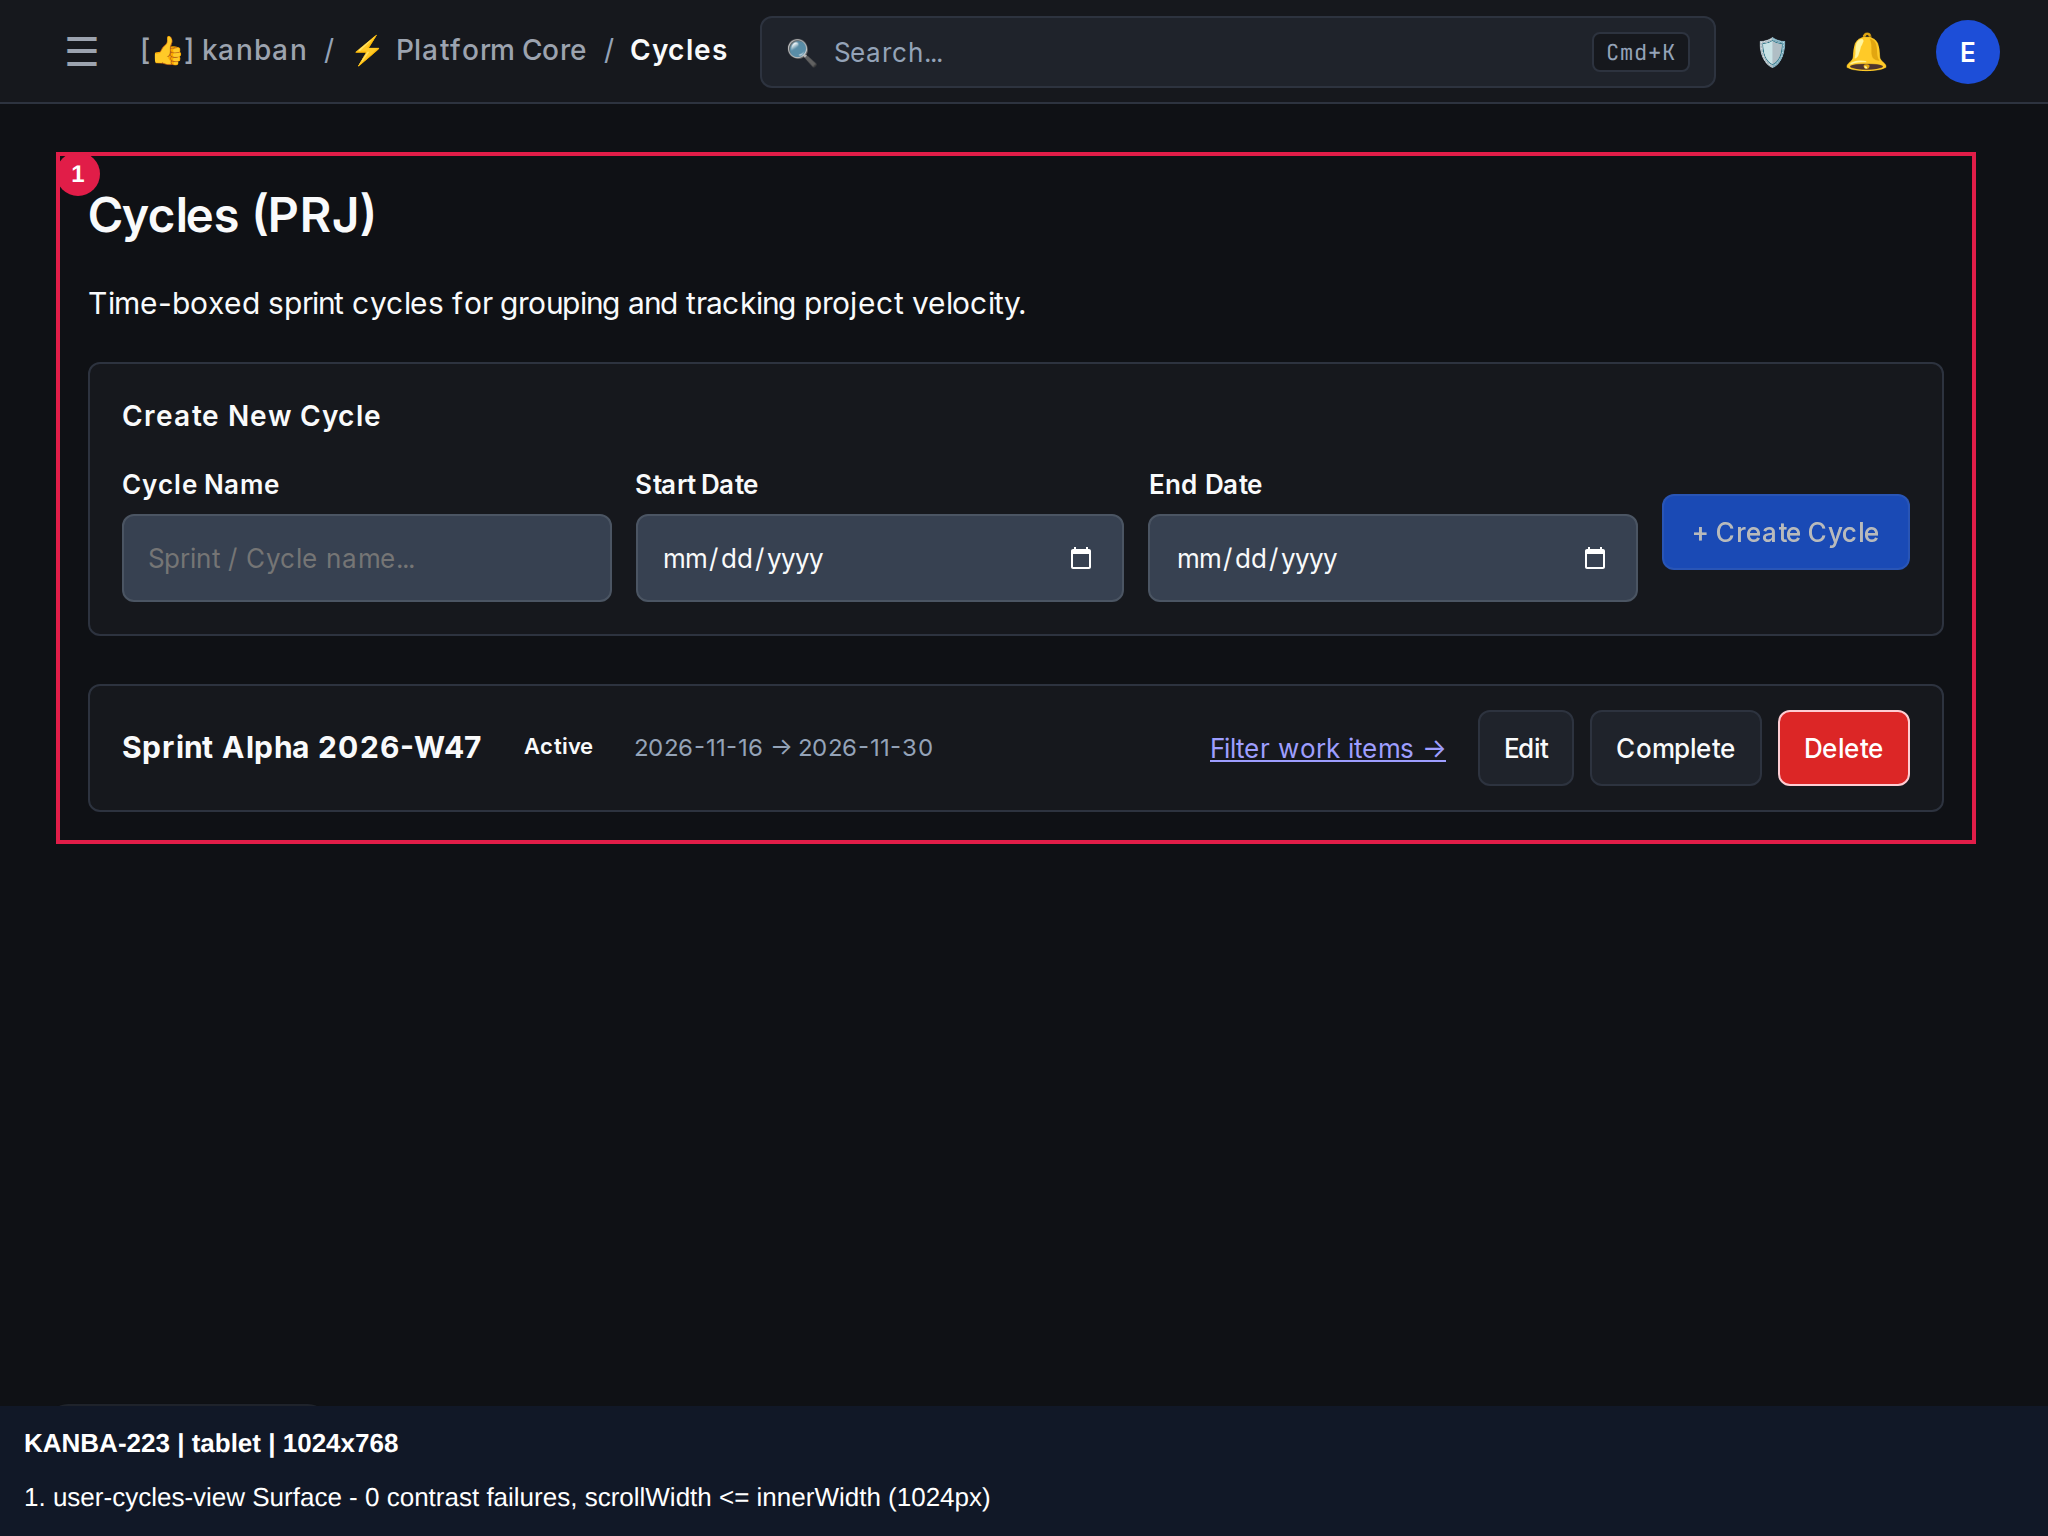 ☰ [👍] kanban / ⚡ Platform Core / Cycles 🔍 Search... Cmd+K 🛡️ 🔔 E
1
Cycles (PRJ)
Time-boxed sprint cycles for grouping and tracking project velocity.
Create New Cycle
Cycle Name Start Date End Date
Sprint / Cycle name... mm/dd/yyyy mm/dd/yyyy + Create Cycle
Sprint Alpha 2026-W47 Active 2026-11-16 → 2026-11-30 Filter work items → Edit Complete Delete
KANBA-223 | tablet | 1024x768
1. user-cycles-view Surface - 0 contrast failures, scrollWidth <= innerWidth (1024px)